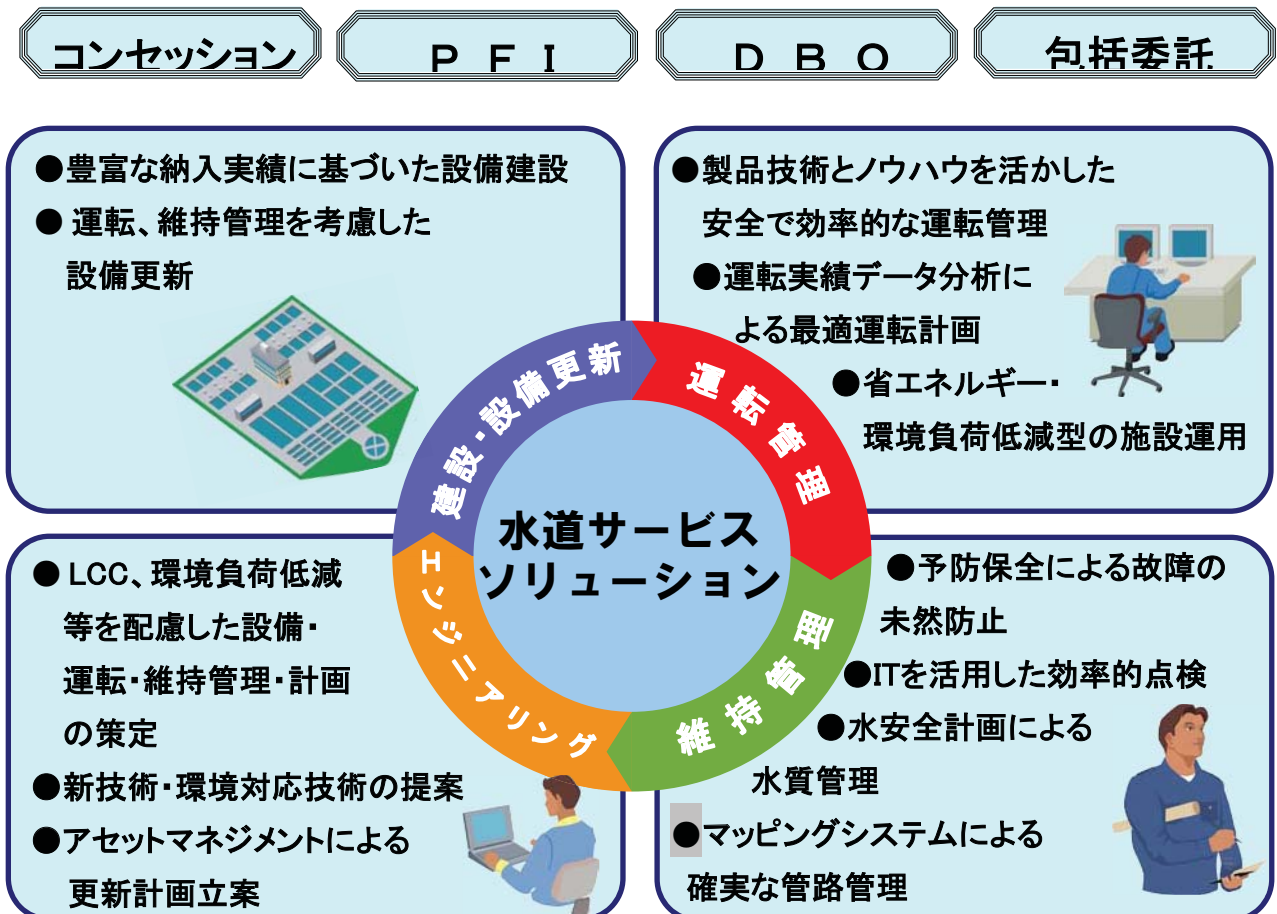 コンセッション
ＰＦＩ
ＤＢＯ
包括委託
●豊富な納入実績に基づいた設備建設
● 運転、維持管理を考慮した
設備更新
●製品技術とノウハウを活かした
安全で効率的な運転管理
●運転実績データ分析に
よる最適運転計画
●省エネルギー・
環境負荷低減型の施設運用
建設・設備更新
運転管理
維持管理
エンジニアリング
水道サービス
ソリューション
● LCC、環境負荷低減
等を配慮した設備・
運転・維持管理・計画
の策定
●新技術・環境対応技術の提案
●アセットマネジメントによる
更新計画立案
●予防保全による故障の
未然防止
●ITを活用した効率的点検
●水安全計画による
水質管理
●マッピングシステムによる
確実な管路管理